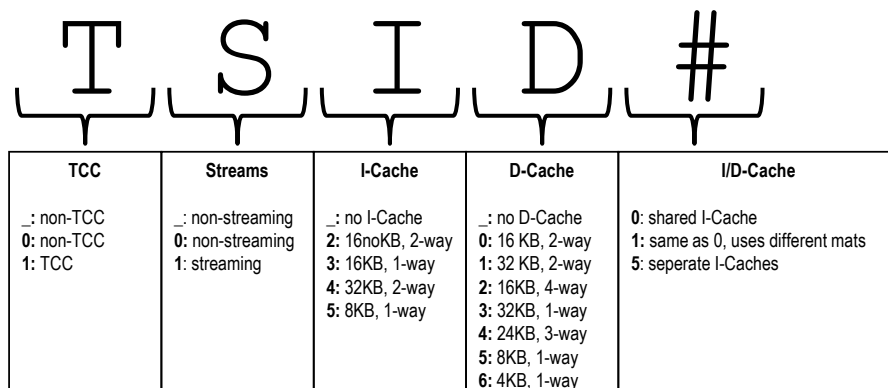 T S I D #
TCC Streams I-Cache D-Cache I/D-Cache
_: non-TCC
0: non-TCC
1: TCC
_: non-streaming
0: non-streaming
1: streaming
_: no I-Cache
2: 16noKB, 2-way
3: 16KB, 1-way
4: 32KB, 2-way
5: 8KB, 1-way
_: no D-Cache
0: 16 KB, 2-way
1: 32 KB, 2-way
2: 16KB, 4-way
3: 32KB, 1-way
4: 24KB, 3-way
5: 8KB, 1-way
6: 4KB, 1-way
0: shared I-Cache
1: same as 0, uses different mats
5: seperate I-Caches